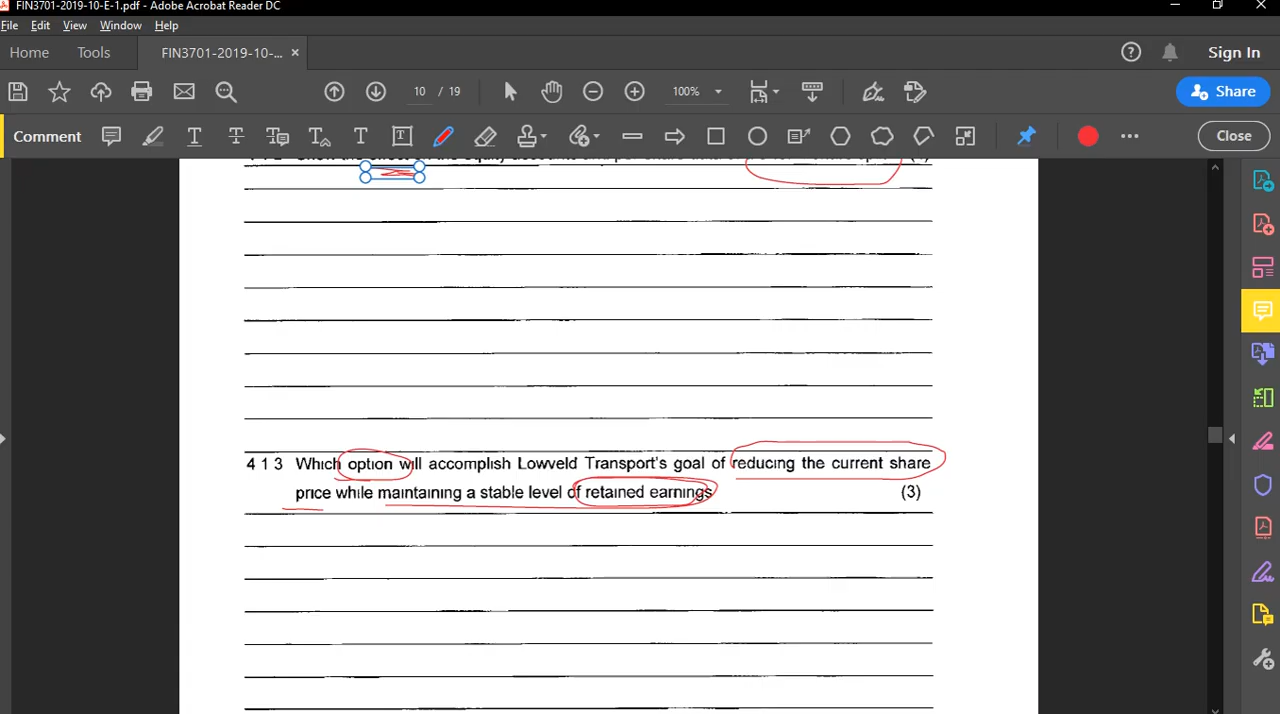 FIN3701-2019-10-E-1.pdf - Adobe Acrobat Reader DC
File Edit View Window Help
Home Tools FIN3701-2019-10-... × Sign In
10 / 19 100% Share
Comment Close
4 1 3 Which option will accomplish Lowveld Transport's goal of reducing the current share
price while maintaining a stable level of retained earnings (3)